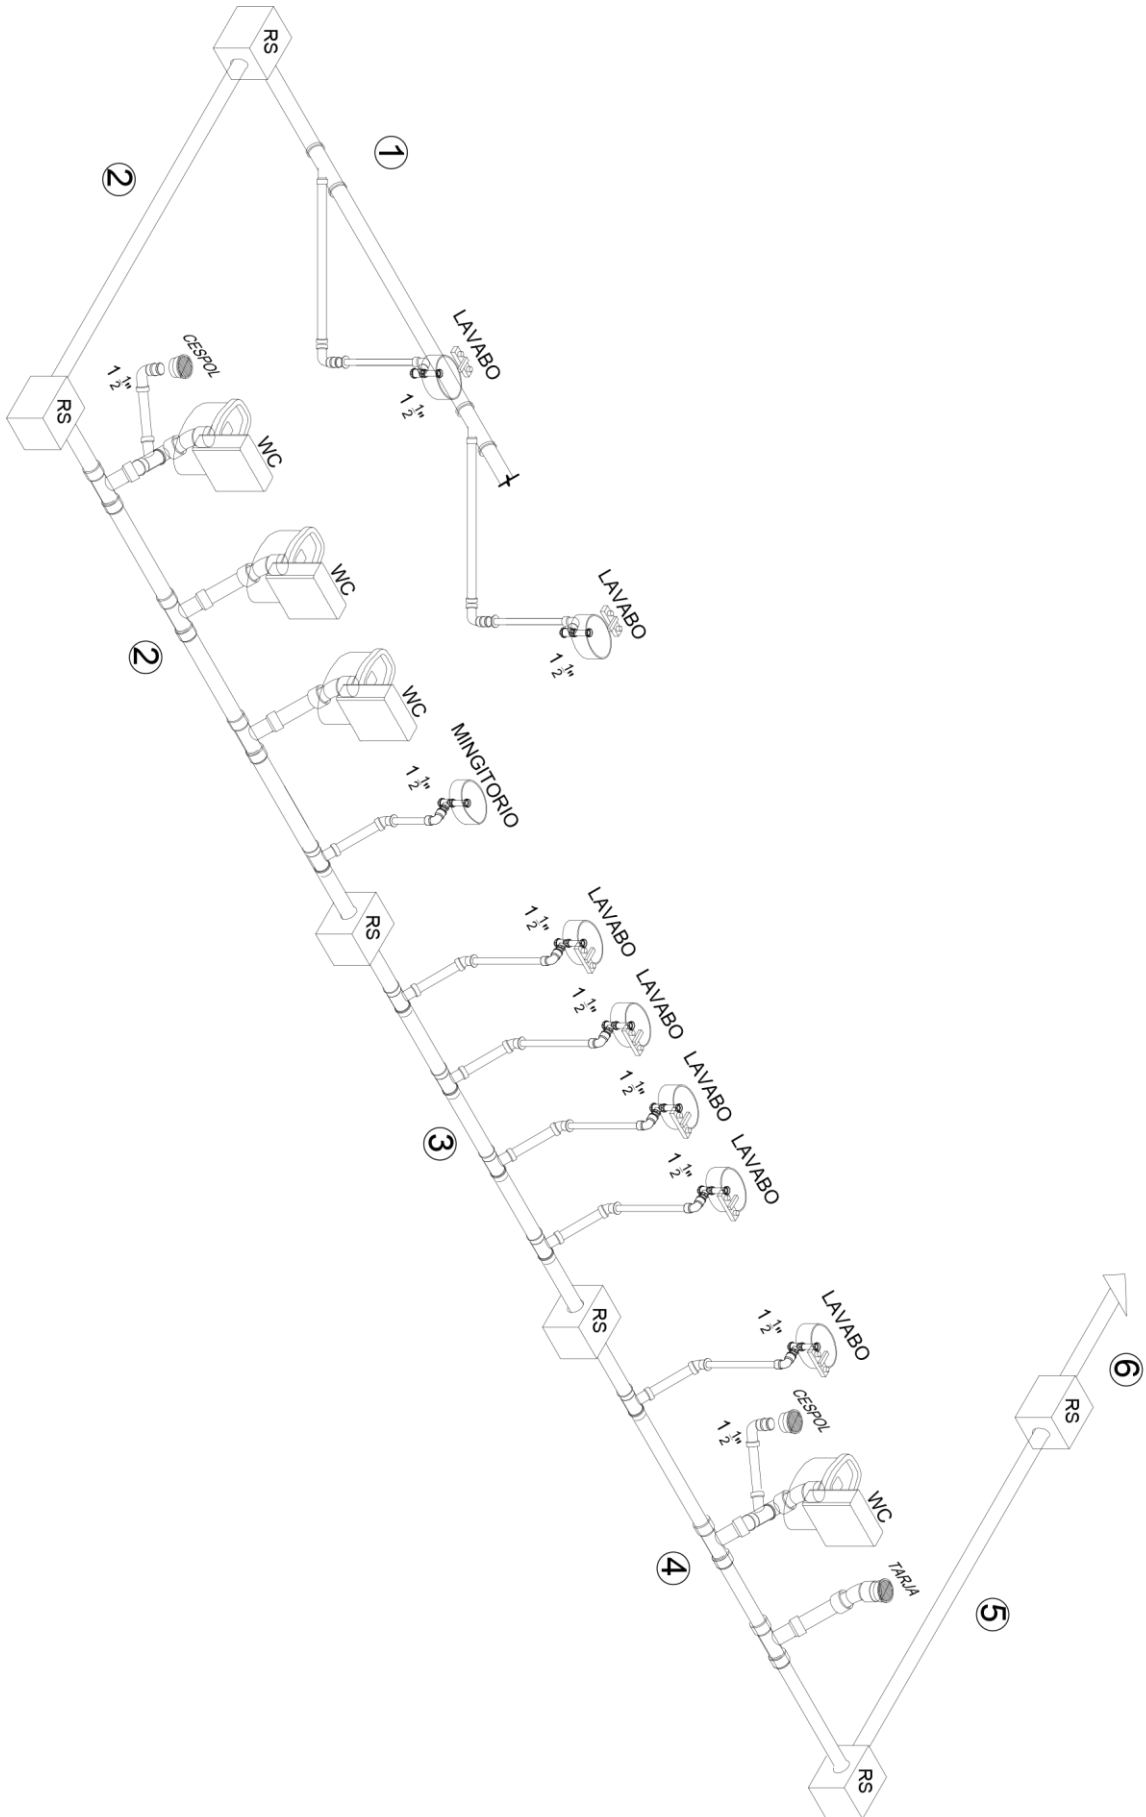 RS
1
2
LAVABO
1 1/2"
CESPOL
1 1/2"
RS
WC
WC
LAVABO
1 1/2"
2
WC
MINGITORIO
1 1/2"
RS
LAVABO
1 1/2"
LAVABO
1 1/2"
LAVABO
1 1/2"
3
LAVABO
1 1/2"
RS
LAVABO
1 1/2"
6
CESPOL
1 1/2"
RS
WC
4
TARJA
5
RS